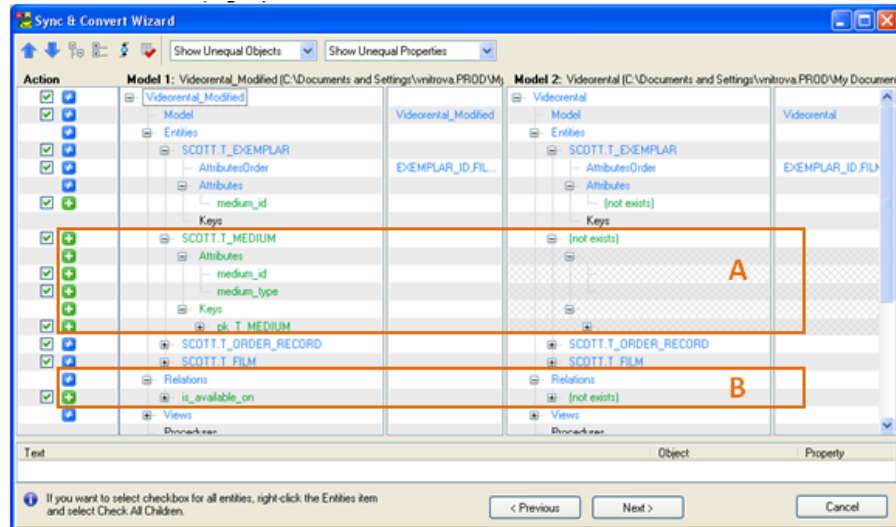 Sync & Convert Wizard
Show Unequal Objects Show Unequal Properties
Action Model 1: Videorental_Modified (C:\Documents and Settings\vnitrova.PROD\My Model 2: Videorental (C:\Documents and Settings\vnitrova.PROD\My Documen
Videorental_Modified Videorental
Model Videorental_Modified Model Videorental
Entities Entities
SCOTT.T_EXEMPLAR SCOTT.T_EXEMPLAR
AttributesOrder EXEMPLAR_ID,FIL... AttributesOrder EXEMPLAR_ID,FILM
Attributes Attributes
medium_id (not exists)
Keys Keys
SCOTT.T_MEDIUM (not exists)
Attributes
medium_id A
medium_type
Keys
pk_T_MEDIUM
SCOTT.T_ORDER_RECORD SCOTT.T_ORDER_RECORD
SCOTT.T_FILM SCOTT.T_FILM
Relations Relations
is_available_on (not exists) B
Views Views
Procedures Procedures
Text Object Property
If you want to select checkbox for all entities, right-click the Entities item
and select Check All Children.
< Previous Next > Cancel